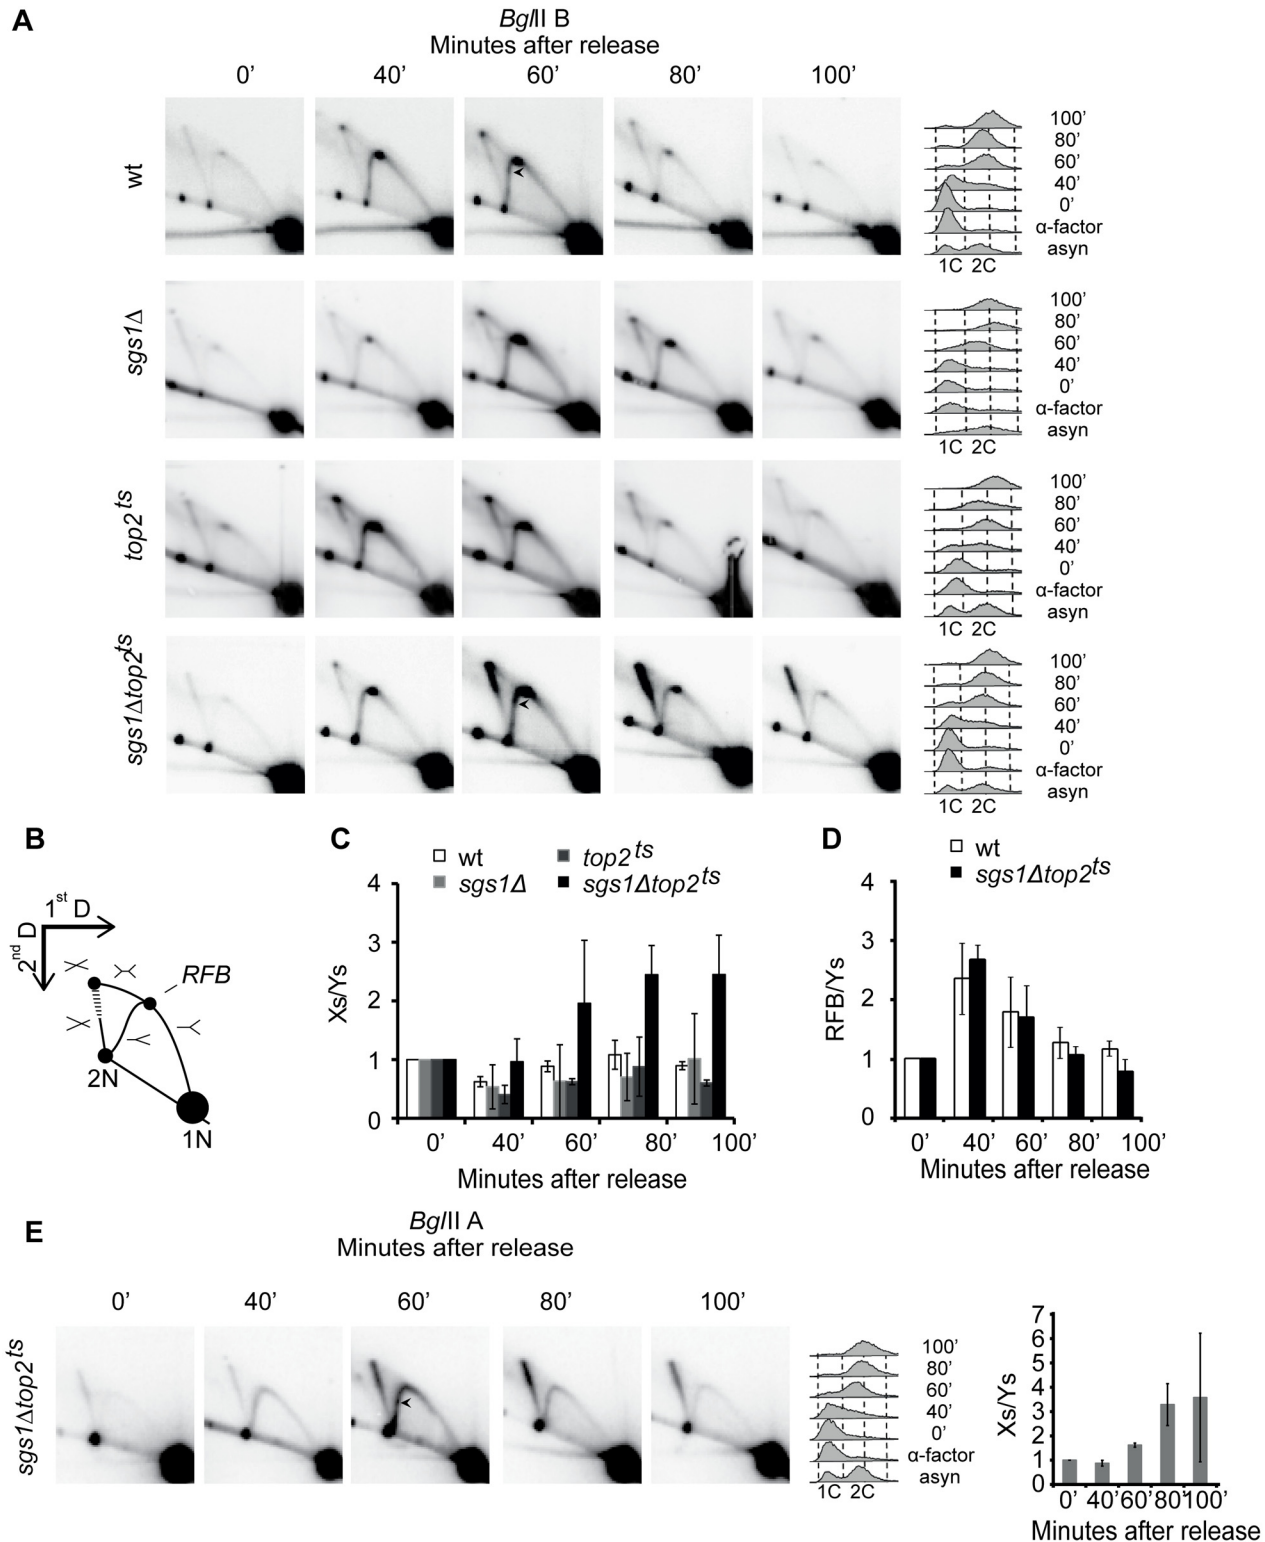 A
BglII B
Minutes after release
0’ 40’ 60’ 80’ 100’
wt
100’
80’
60’
40’
0’
α-factor
asyn
1C 2C
sgs1Δ
100’
80’
60’
40’
0’
α-factor
asyn
1C 2C
top2ts
100’
80’
60’
40’
0’
α-factor
asyn
1C 2C
sgs1Δtop2ts
100’
80’
60’
40’
0’
α-factor
asyn
1C 2C
B
1st D
2nd D
RFB
2N
1N
C
wt
sgs1Δ
top2ts
sgs1Δtop2ts
Xs/Ys
4
3
2
1
0
0’ 40’ 60’ 80’ 100’
Minutes after release
D
wt
sgs1Δtop2ts
RFB/Ys
4
3
2
1
0
0’ 40’ 60’ 80’ 100’
Minutes after release
E
BglII A
Minutes after release
0’ 40’ 60’ 80’ 100’
sgs1Δtop2ts
100’
80’
60’
40’
0’
α-factor
asyn
1C 2C
Xs/Ys
7
6
5
4
3
2
1
0
0’ 40’ 60’ 80’ 100’
Minutes after release